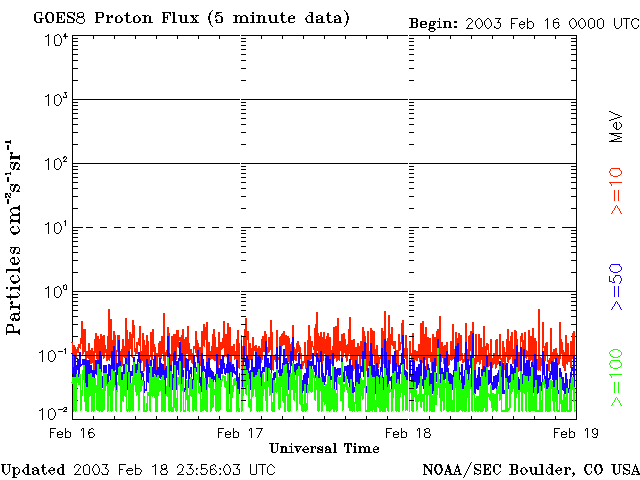 GOES8 Proton Flux (5 minute data)
Begin: 2003 Feb 16 0000 UTC
Particles cm⁻²s⁻¹sr⁻¹
10⁴
10³
10²
10¹
10⁰
10⁻¹
10⁻²
Feb 16 Feb 17 Feb 18 Feb 19
Universal Time
>=10 >=50 >=100 MeV
Updated 2003 Feb 18 23:56:03 UTC
NOAA/SEC Boulder, CO USA